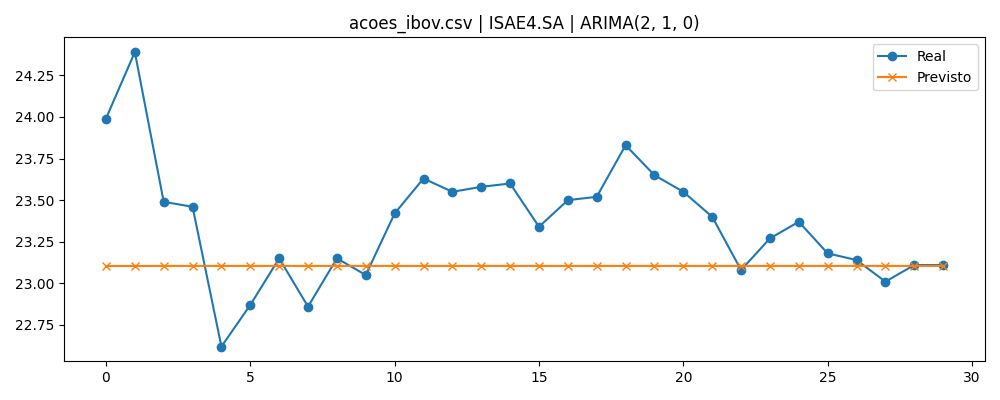 acoes_ibov.csv | ISAE4.SA | ARIMA(2, 1, 0)
Real
Previsto
24.25
24.00
23.75
23.50
23.25
23.00
22.75
0 5 10 15 20 25 30